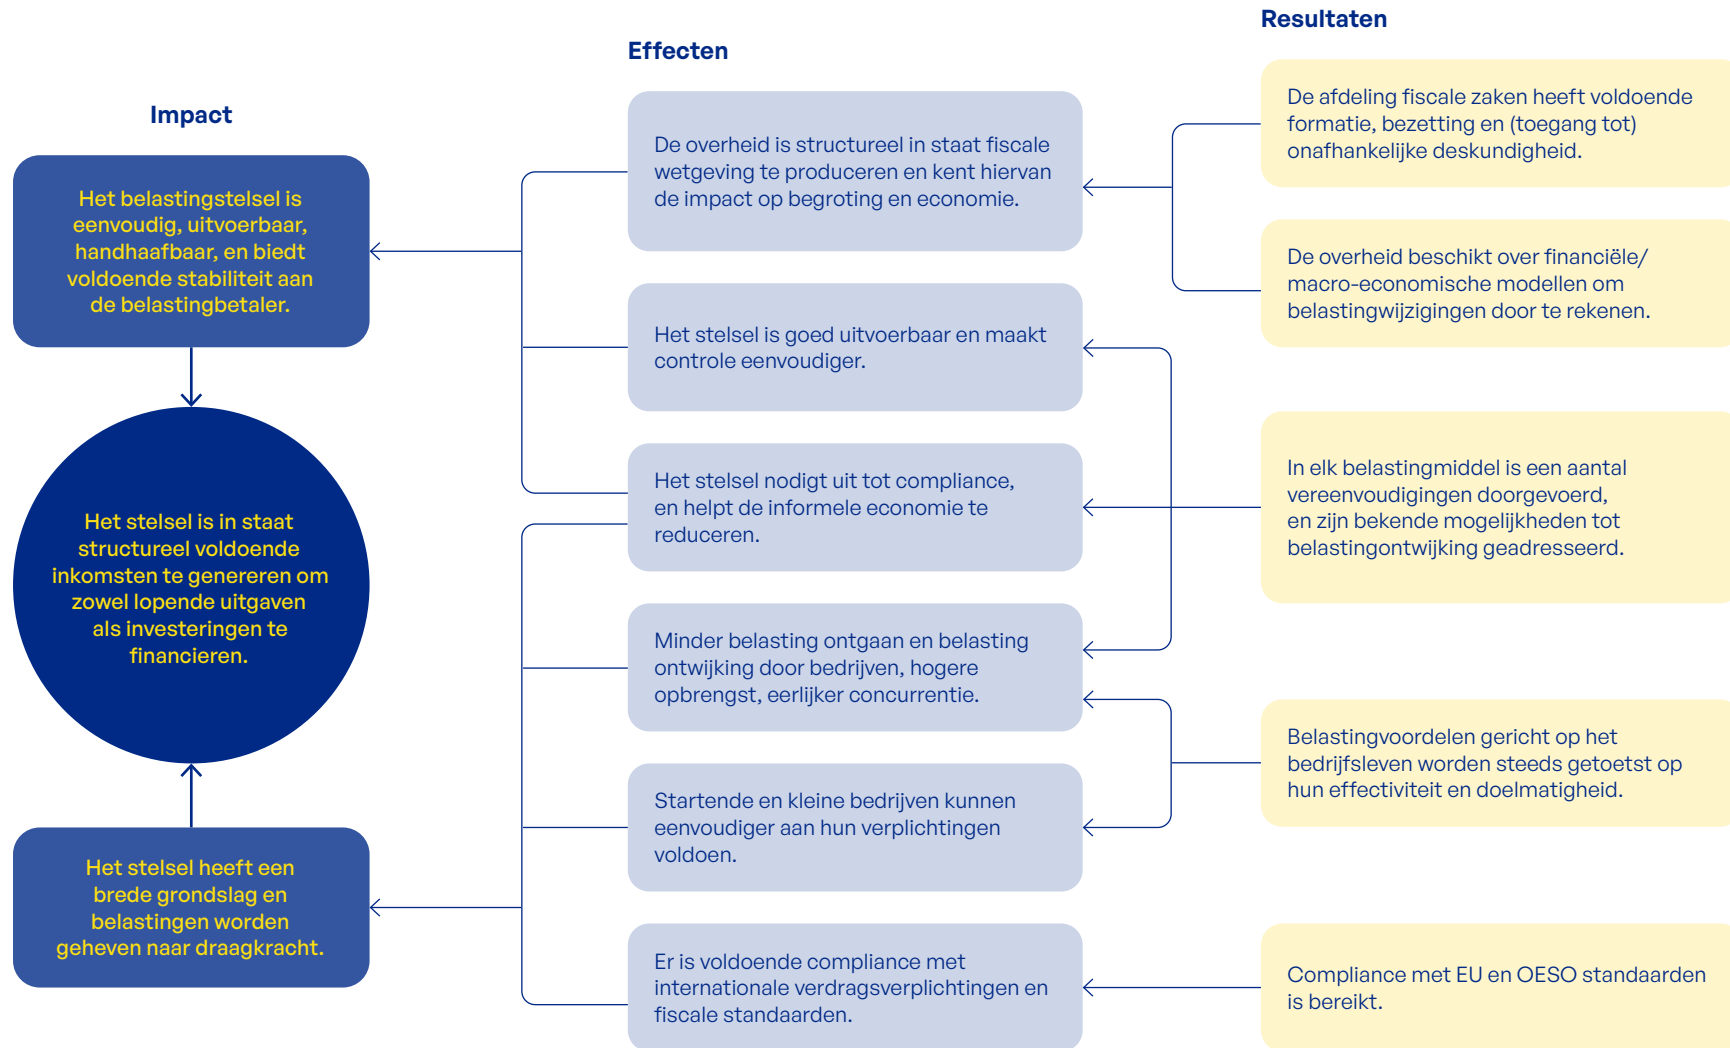 Impact
Het belastingstelsel is
eenvoudig, uitvoerbaar,
handhaafbaar, en biedt
voldoende stabiliteit aan
de belastingbetaler.
Het stelsel is in staat
structureel voldoende
inkomsten te genereren om
zowel lopende uitgaven
als investeringen te
financieren.
Het stelsel heeft een
brede grondslag en
belastingen worden
geheven naar draagkracht.
Effecten
De overheid is structureel in staat fiscale
wetgeving te produceren en kent hiervan
de impact op begroting en economie.
Het stelsel is goed uitvoerbaar en maakt
controle eenvoudiger.
Het stelsel nodigt uit tot compliance,
en helpt de informele economie te
reduceren.
Minder belasting ontgaan en belasting
ontwijking door bedrijven, hogere
opbrengst, eerlijker concurrentie.
Startende en kleine bedrijven kunnen
eenvoudiger aan hun verplichtingen
voldoen.
Er is voldoende compliance met
internationale verdragsverplichtingen en
fiscale standaarden.
Resultaten
De afdeling fiscale zaken heeft voldoende
formatie, bezetting en (toegang tot)
onafhankelijke deskundigheid.
De overheid beschikt over financiële/
macro-economische modellen om
belastingwijzigingen door te rekenen.
In elk belastingmiddel is een aantal
vereenvoudigingen doorgevoerd,
en zijn bekende mogelijkheden tot
belastingontwijking geadresseerd.
Belastingvoordelen gericht op het
bedrijfsleven worden steeds getoetst op
hun effectiviteit en doelmatigheid.
Compliance met EU en OESO standaarden
is bereikt.